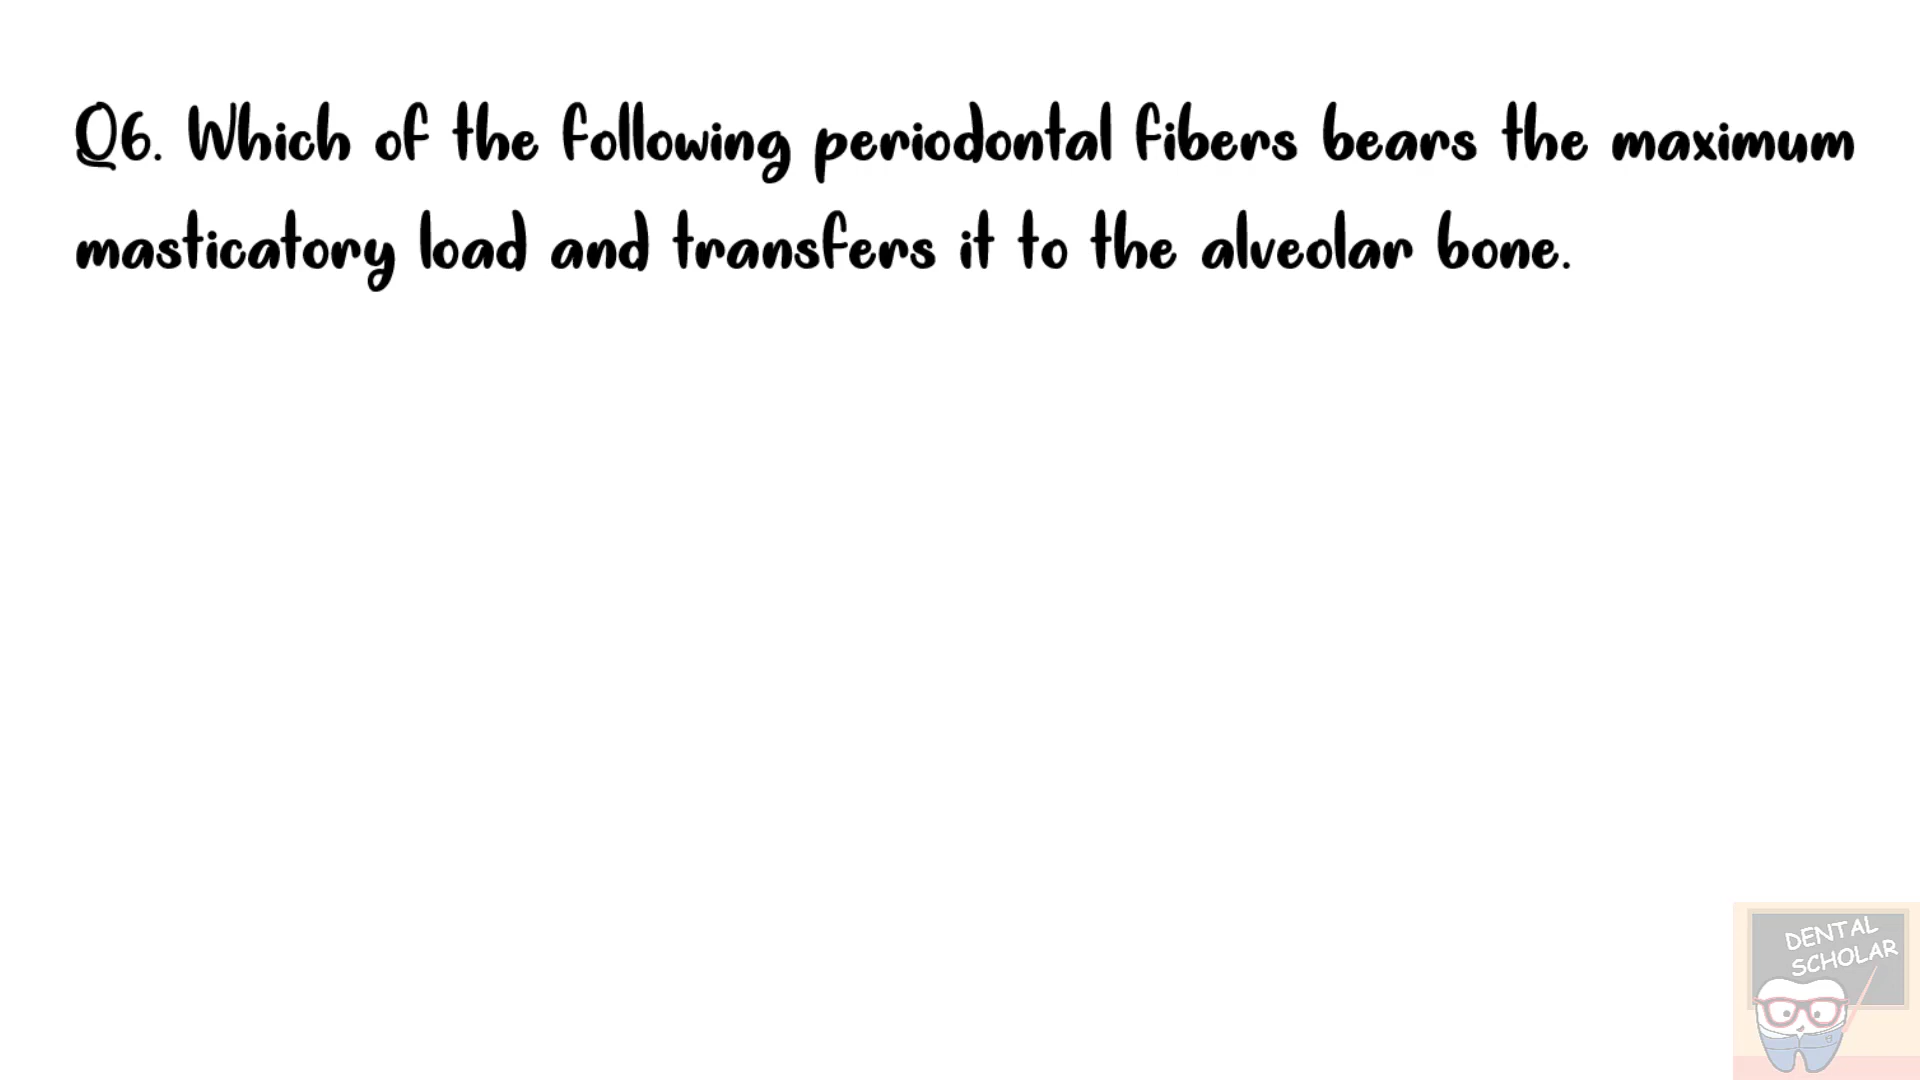 Q6. Which of the following periodontal fibers bears the maximum
masticatory load and transfers it to the alveolar bone.
DENTAL
SCHOLAR